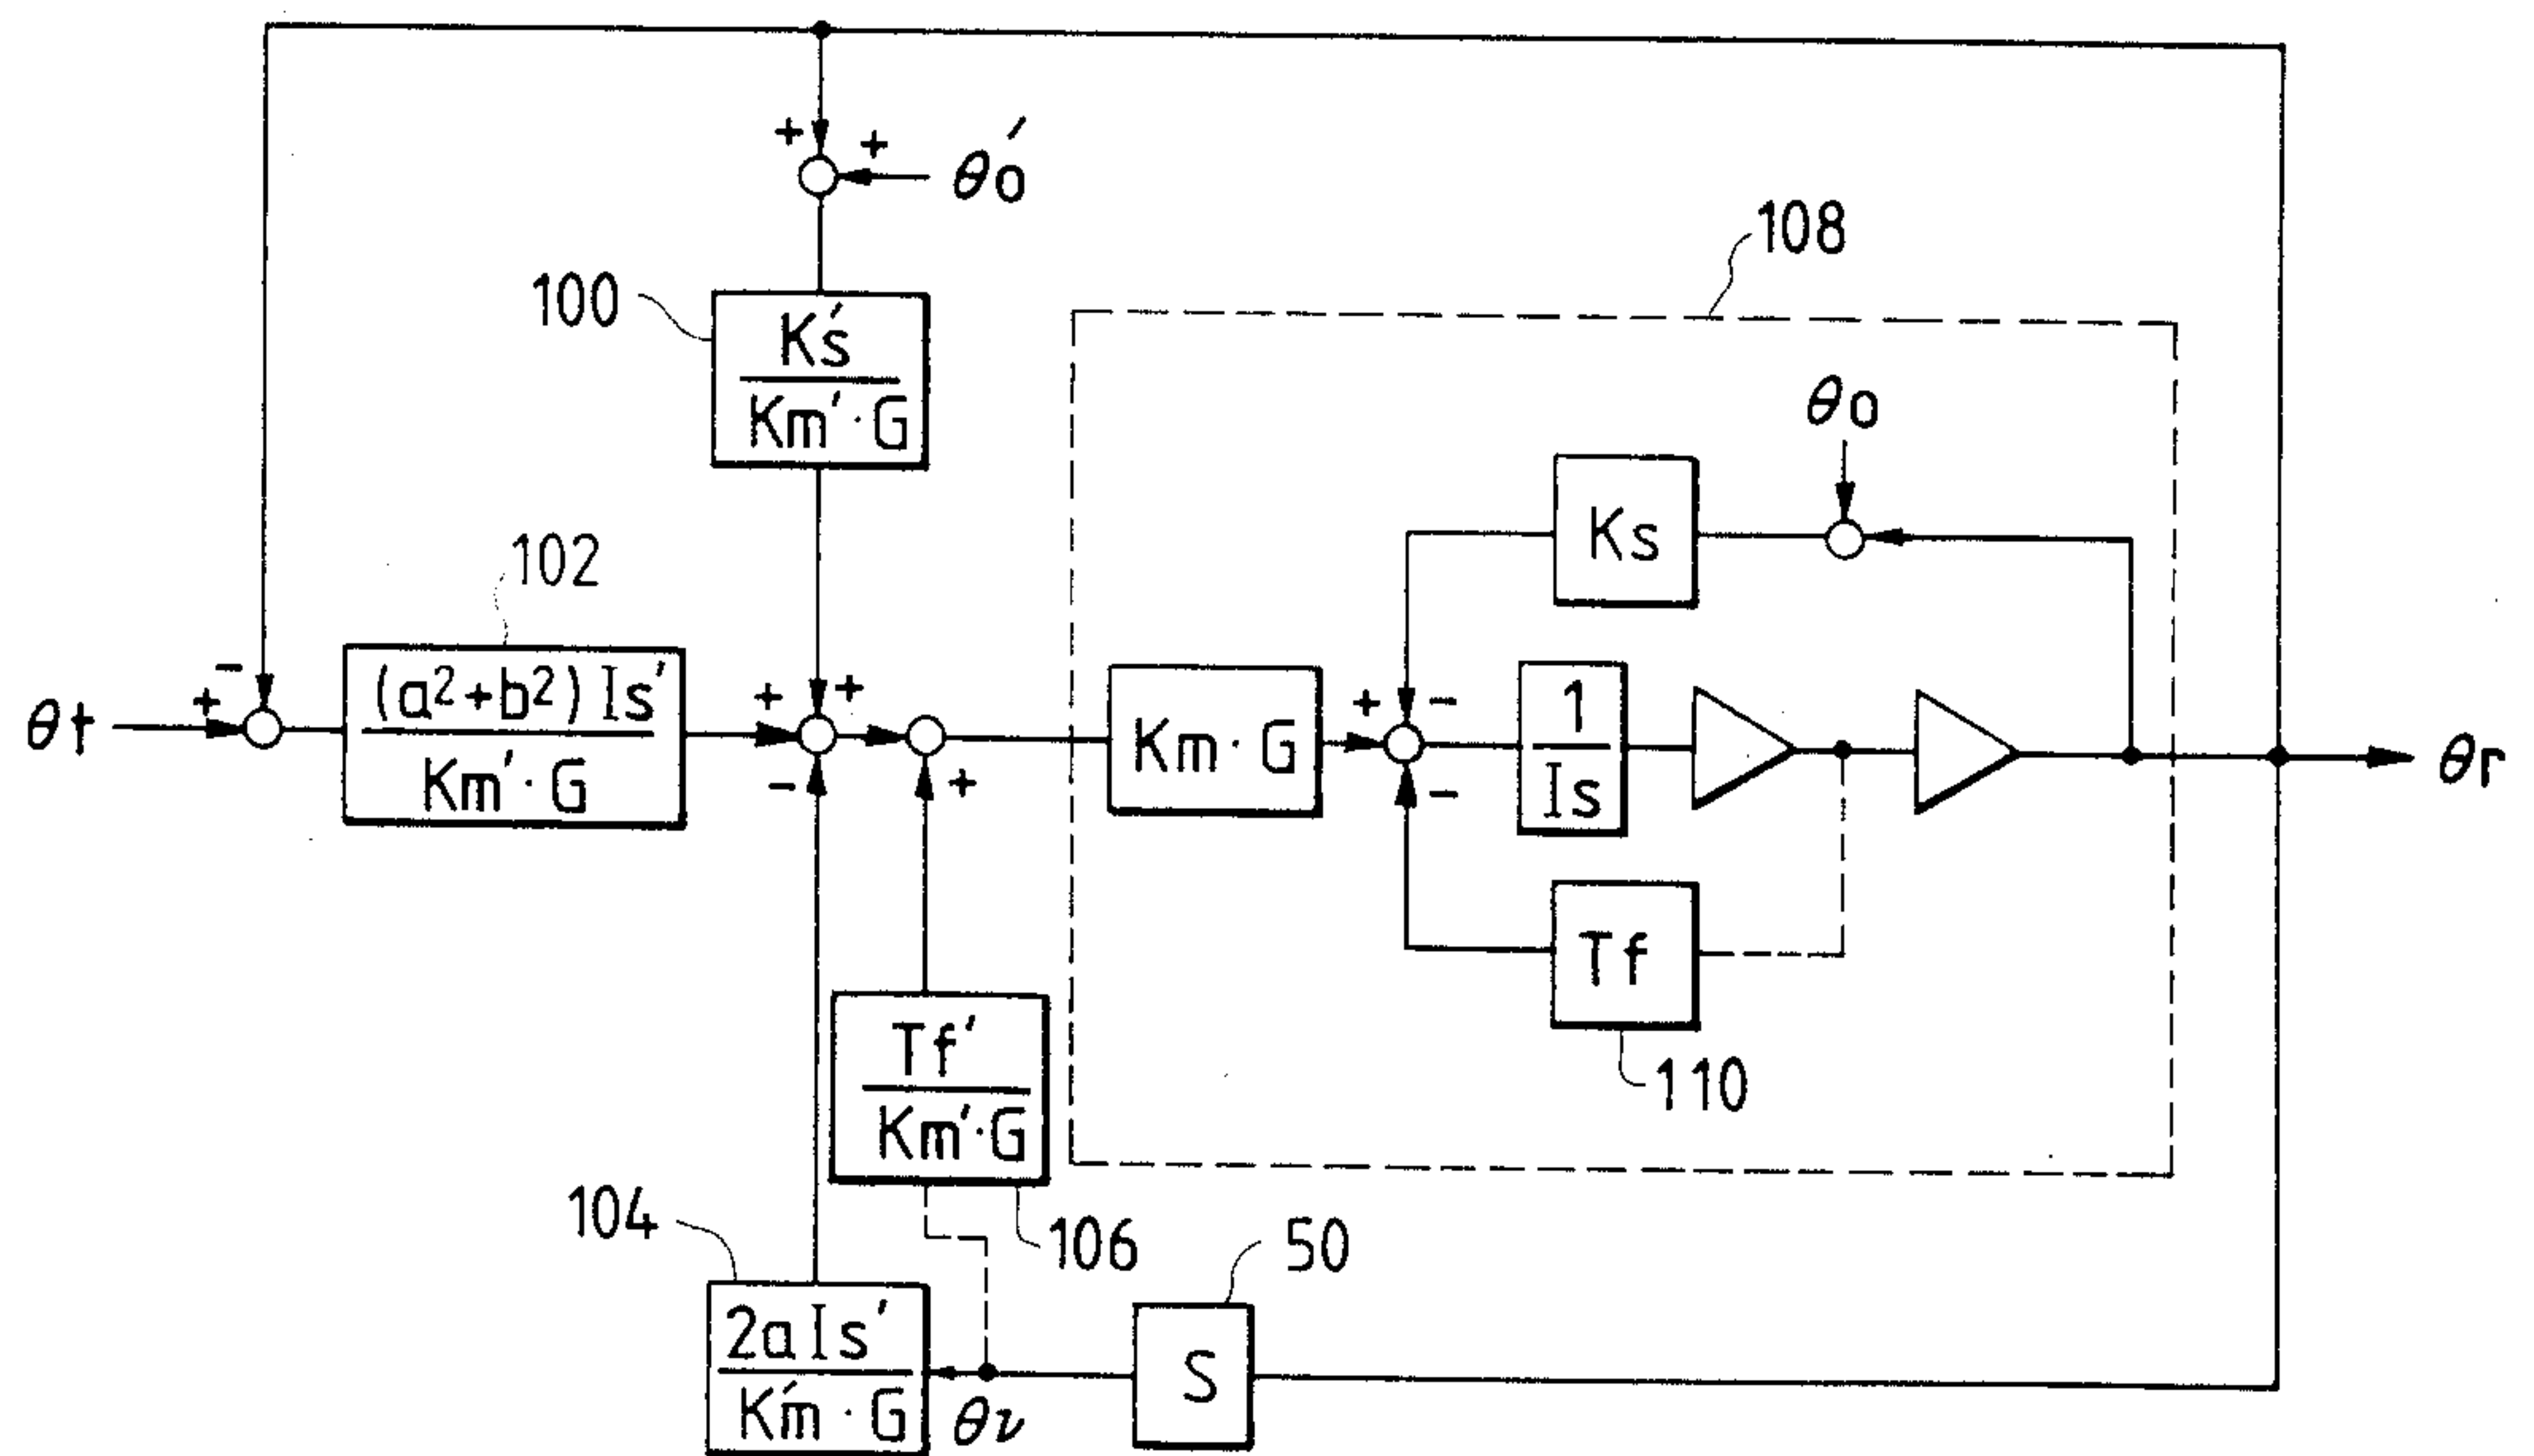 +
+
θo'
108
100
Ks'
Km'·G
θo
Ks
102
-
+
θt
(a²+b²) Is'
Km'·G
+
+
-
+
Km·G
+
-
-
1
Is
θr
Tf
110
Tf'
Km'·G
104
106
50
2aIs'
Km'·G
θv
S